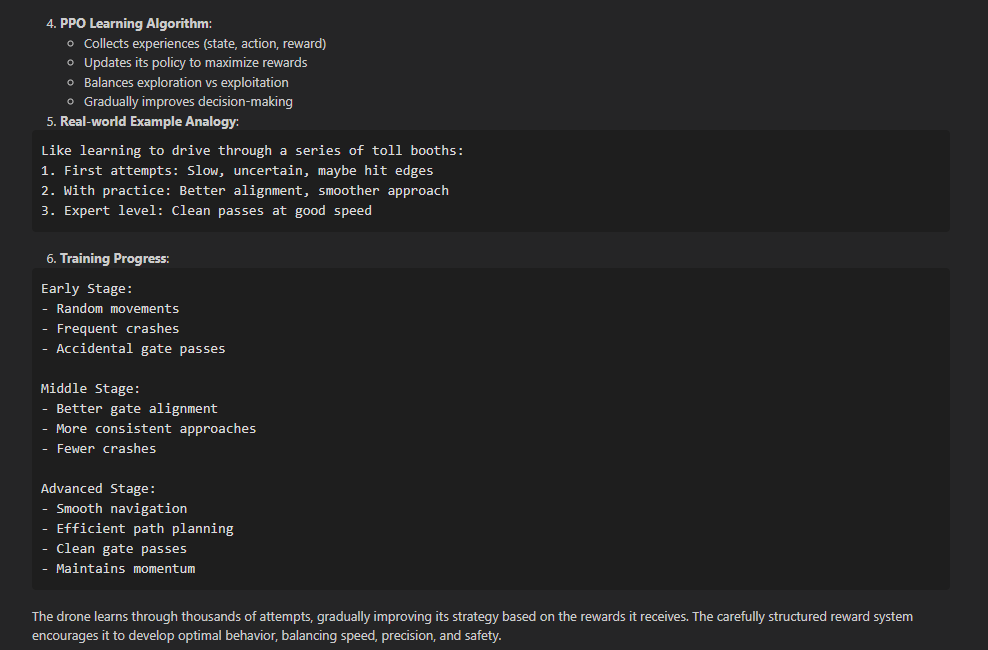 4. PPO Learning Algorithm:
○ Collects experiences (state, action, reward)
○ Updates its policy to maximize rewards
○ Balances exploration vs exploitation
○ Gradually improves decision-making
5. Real-world Example Analogy:
Like learning to drive through a series of toll booths:
1. First attempts: Slow, uncertain, maybe hit edges
2. With practice: Better alignment, smoother approach
3. Expert level: Clean passes at good speed
6. Training Progress:
Early Stage:
- Random movements
- Frequent crashes
- Accidental gate passes
Middle Stage:
- Better gate alignment
- More consistent approaches
- Fewer crashes
Advanced Stage:
- Smooth navigation
- Efficient path planning
- Clean gate passes
- Maintains momentum
The drone learns through thousands of attempts, gradually improving its strategy based on the rewards it receives. The carefully structured reward system
encourages it to develop optimal behavior, balancing speed, precision, and safety.